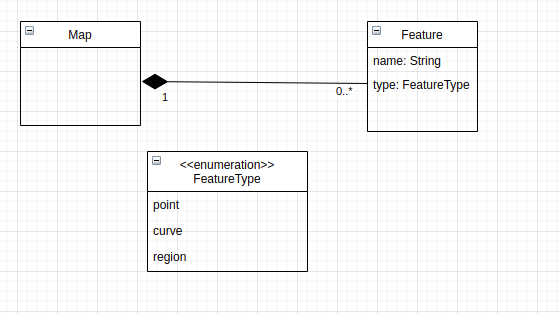 Map
Feature
name: String
type: FeatureType
1
0..*
<<enumeration>>
FeatureType
point
curve
region